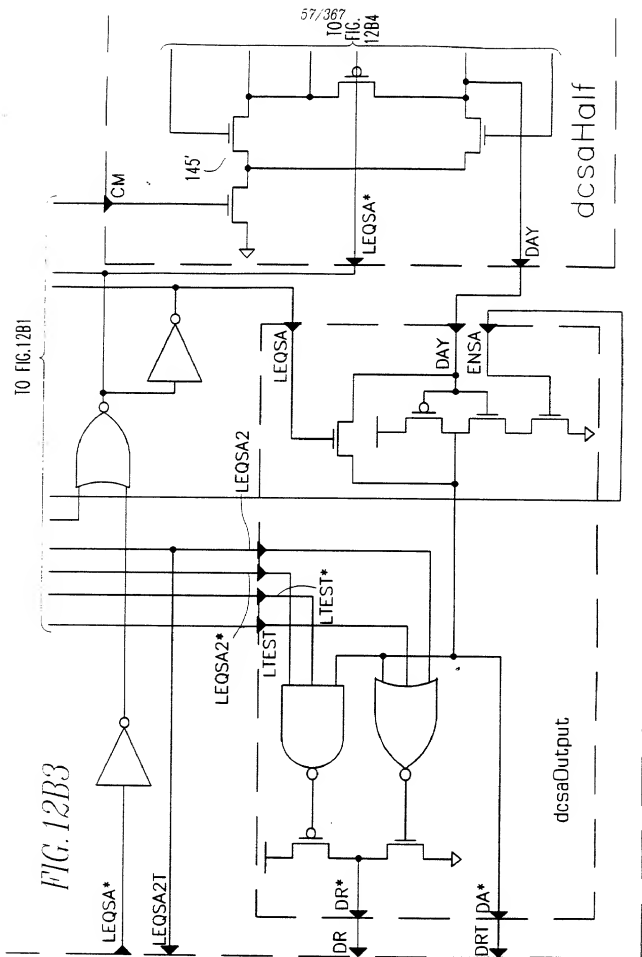 57/367
TO FIG. 12B1
TO
FIG.
12B4
dcsaHalf
145'
CM
LEQSA*
DAY
LEQSA
DAY
ENSA
LEQSA2
LTEST*
LTEST
LEQSA2*
dcsaOutput
FIG. 12B3
LEQSA*
LEQSA2T
DR*
DR
DA*
DRT